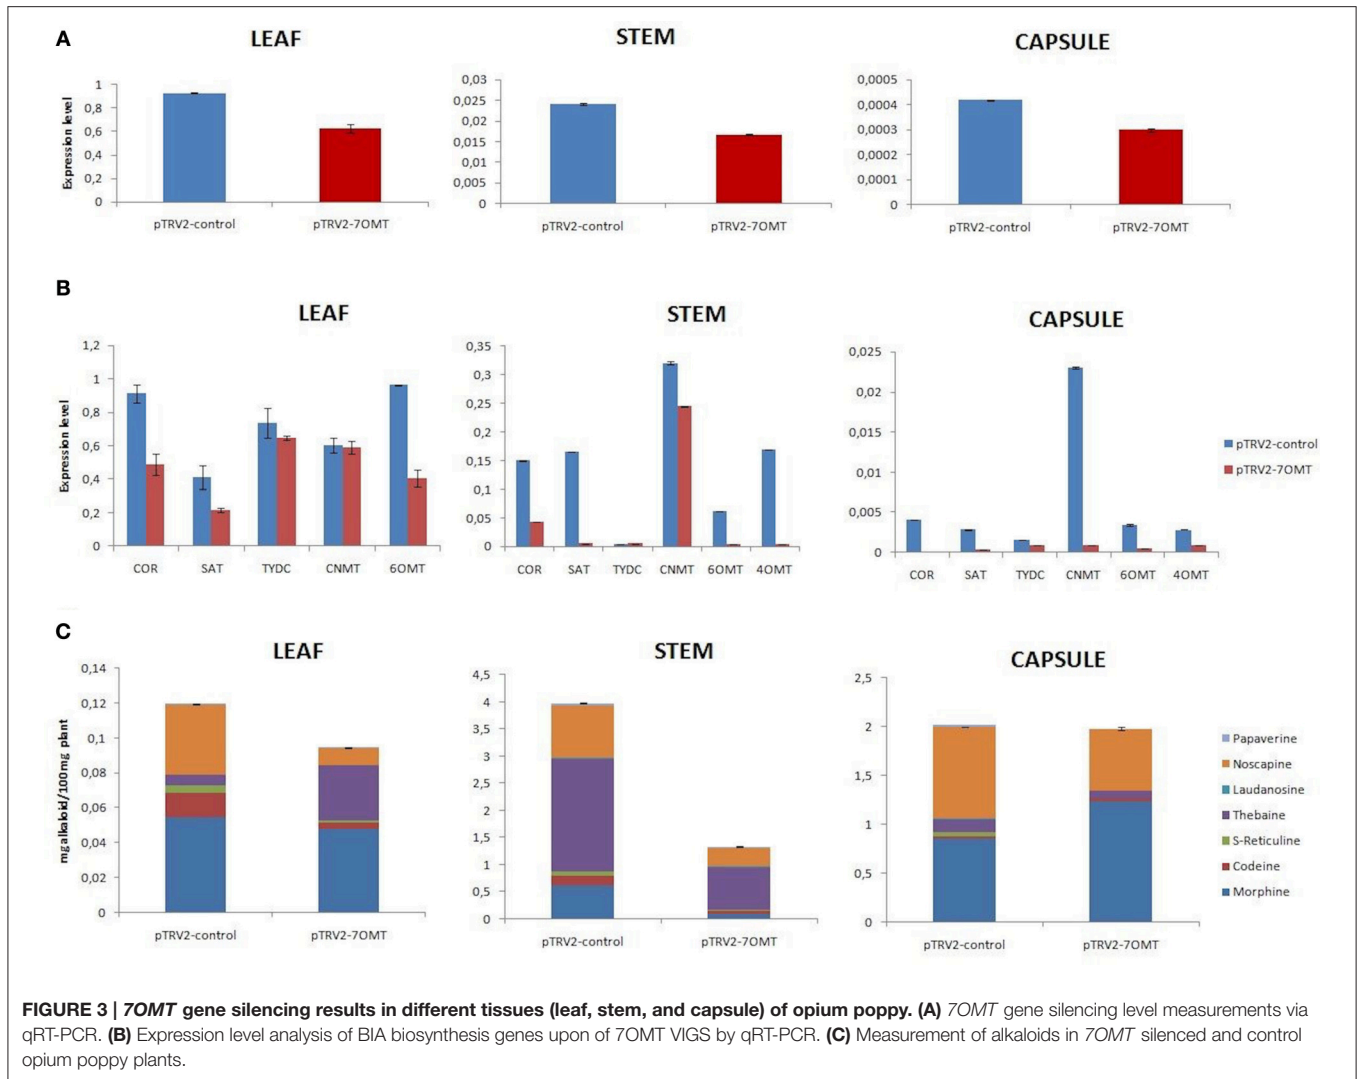 A
LEAF
STEM
CAPSULE
Expression level
1
0,8
0,6
0,4
0,2
0
pTRV2-control
pTRV2-7OMT
0,03
0,025
0,02
0,015
0,01
0,005
0
pTRV2-control
pTRV2-7OMT
0,0005
0,0004
0,0003
0,0002
0,0001
0
pTRV2-control
pTRV2-7OMT
B
LEAF
STEM
CAPSULE
Expression level
1,2
1
0,8
0,6
0,4
0,2
0
COR SAT TYDC CNMT 6OMT
0,35
0,3
0,25
0,2
0,15
0,1
0,05
0
COR SAT TYDC CNMT 6OMT 4OMT
0,025
0,02
0,015
0,01
0,005
0
COR SAT TYDC CNMT 6OMT 4OMT
pTRV2-control
pTRV2-7OMT
C
LEAF
STEM
CAPSULE
mgalkaloid/100mg plant
0,14
0,12
0,1
0,08
0,06
0,04
0,02
0
pTRV2-control
pTRV2-7OMT
4,5
4
3,5
3
2,5
2
1,5
1
0,5
0
pTRV2-control
pTRV2-7OMT
2,5
2
1,5
1
0,5
0
pTRV2-control
pTRV2-7OMT
Papaverine
Noscapine
Laudanosine
Thebaine
S-Reticuline
Codeine
Morphine
FIGURE 3 | 7OMT gene silencing results in different tissues (leaf, stem, and capsule) of opium poppy. (A) 7OMT gene silencing level measurements via
qRT-PCR. (B) Expression level analysis of BIA biosynthesis genes upon of 7OMT VIGS by qRT-PCR. (C) Measurement of alkaloids in 7OMT silenced and control
opium poppy plants.